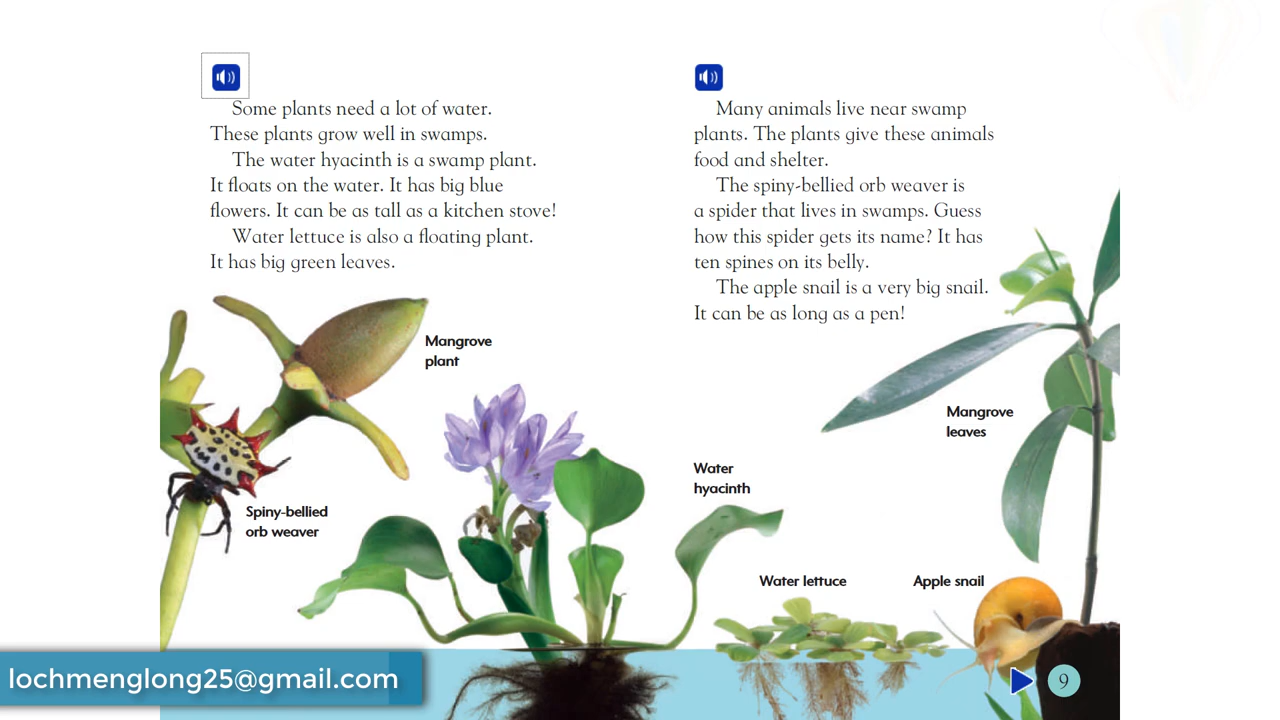 Some plants need a lot of water.
These plants grow well in swamps.
The water hyacinth is a swamp plant.
It floats on the water. It has big blue
flowers. It can be as tall as a kitchen stove!
Water lettuce is also a floating plant.
It has big green leaves.
Many animals live near swamp
plants. The plants give these animals
food and shelter.
The spiny-bellied orb weaver is
a spider that lives in swamps. Guess
how this spider gets its name? It has
ten spines on its belly.
The apple snail is a very big snail.
It can be as long as a pen!
Mangrove
plant
Spiny-bellied
orb weaver
Water
hyacinth
Mangrove
leaves
Water lettuce
Apple snail
lochmenglong25@gmail.com
9